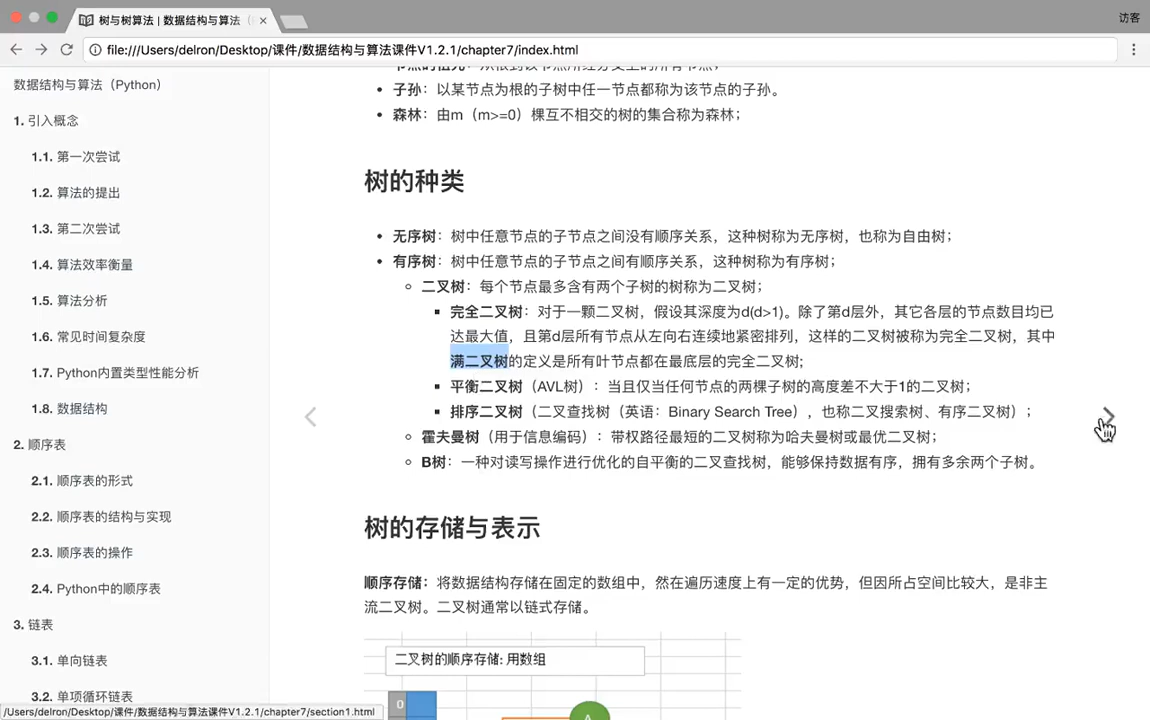 树与树算法 | 数据结构与算法（
访客
file:///Users/delron/Desktop/课件/数据结构与算法课件V1.2.1/chapter7/index.html
数据结构与算法（Python）
1. 引入概念
1.1. 第一次尝试
1.2. 算法的提出
1.3. 第二次尝试
1.4. 算法效率衡量
1.5. 算法分析
1.6. 常见时间复杂度
1.7. Python内置类型性能分析
1.8. 数据结构
2. 顺序表
2.1. 顺序表的形式
2.2. 顺序表的结构与实现
2.3. 顺序表的操作
2.4. Python中的顺序表
3. 链表
3.1. 单向链表
3.2. 单项循环链表
/Users/delron/Desktop/课件/数据结构与算法课件V1.2.1/chapter7/section1.html
节点的祖先：从根到该节点所经分支上的所有节点；
子孙：以某节点为根的子树中任一节点都称为该节点的子孙。
森林：由m（m>=0）棵互不相交的树的集合称为森林；
树的种类
无序树：树中任意节点的子节点之间没有顺序关系，这种树称为无序树，也称为自由树；
有序树：树中任意节点的子节点之间有顺序关系，这种树称为有序树；
二叉树：每个节点最多含有两个子树的树称为二叉树；
完全二叉树：对于一颗二叉树，假设其深度为d(d>1)。除了第d层外，其它各层的节点数目均已
达最大值，且第d层所有节点从左向右连续地紧密排列，这样的二叉树被称为完全二叉树，其中
满二叉树的定义是所有叶节点都在最底层的完全二叉树;
平衡二叉树（AVL树）：当且仅当任何节点的两棵子树的高度差不大于1的二叉树；
排序二叉树（二叉查找树（英语：Binary Search Tree），也称二叉搜索树、有序二叉树）；
霍夫曼树（用于信息编码）：带权路径最短的二叉树称为哈夫曼树或最优二叉树；
B树：一种对读写操作进行优化的自平衡的二叉查找树，能够保持数据有序，拥有多余两个子树。
树的存储与表示
顺序存储：将数据结构存储在固定的数组中，然在遍历速度上有一定的优势，但因所占空间比较大，是非主
流二叉树。二叉树通常以链式存储。
二叉树的顺序存储: 用数组
0
A